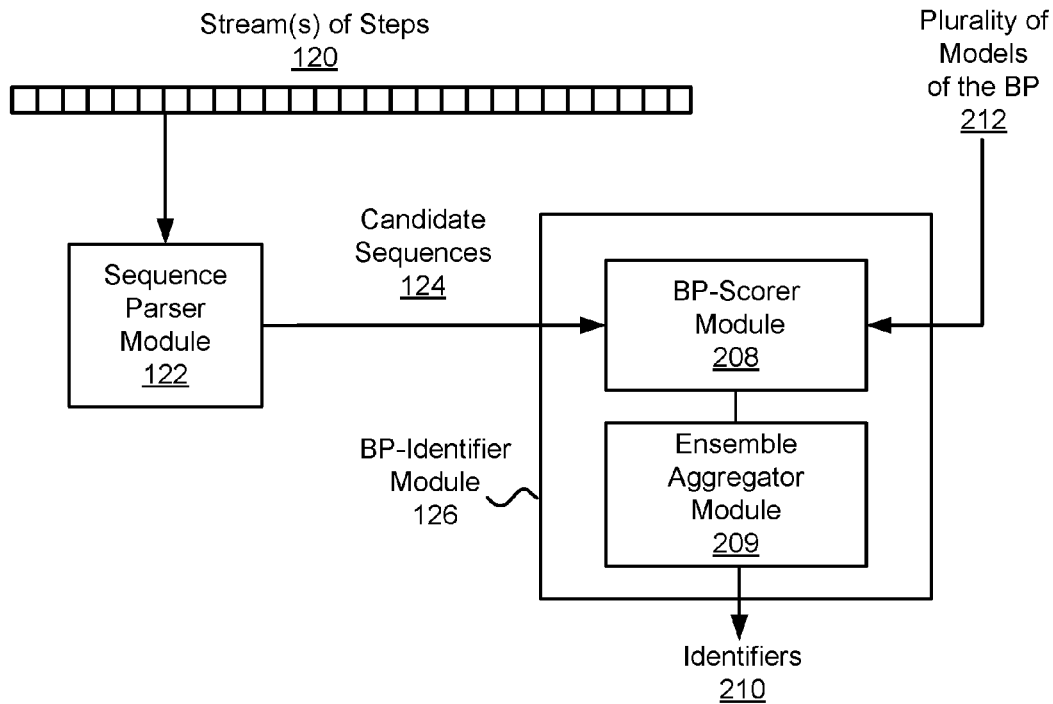 Stream(s) of Steps
120
Plurality of
Models
of the BP
212
Sequence
Parser
Module
122
Candidate
Sequences
124
BP-Scorer
Module
208
BP-Identifier
Module
126
Ensemble
Aggregator
Module
209
Identifiers
210